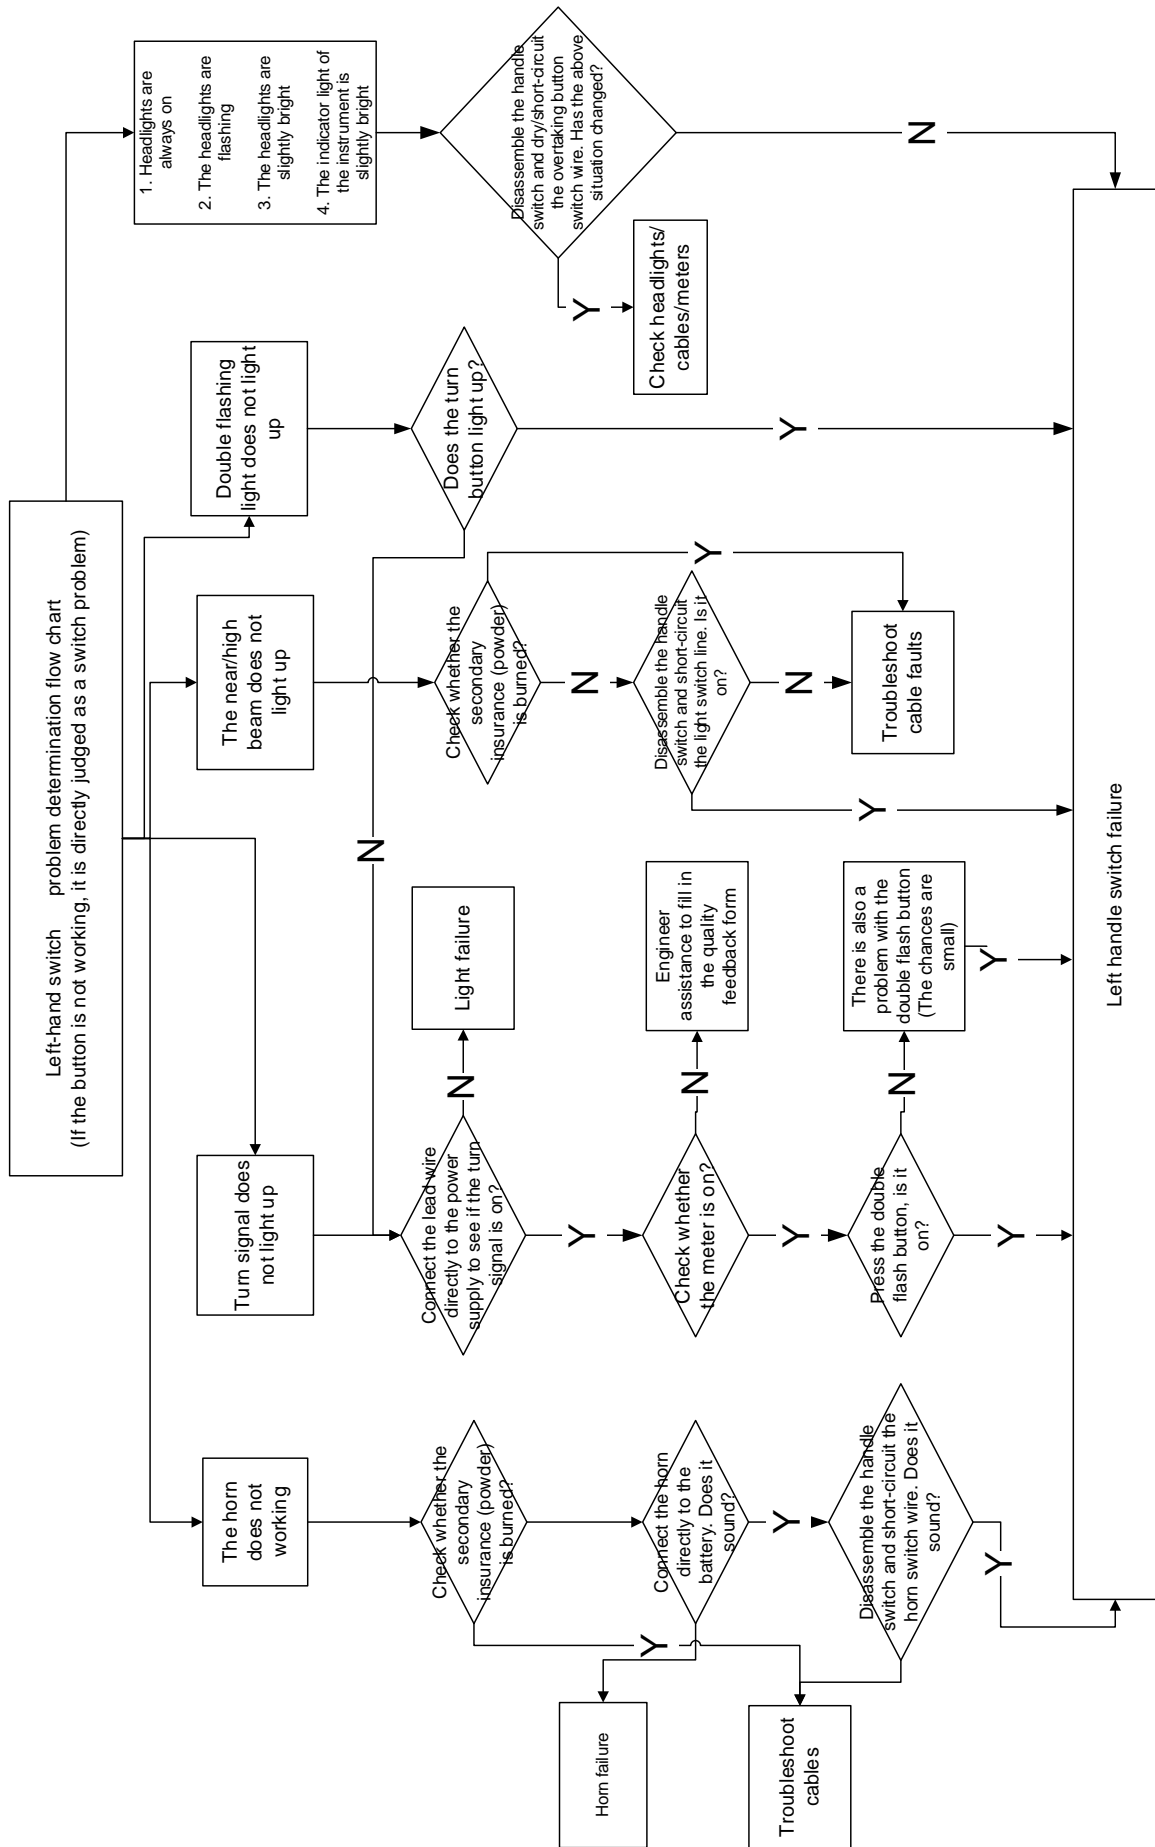 Left-hand switch problem determination flow chart
(If the button is not working, it is directly judged as a switch problem)
The horn
does not
working
Check whether the
secondary
insurance (powder)
is burned?
Y
Connect the horn
directly to the
battery. Does it
sound?
Horn failure
Y
Disassemble the handle
switch and short-circuit the
horn switch wire. Does it
sound?
Y
Troubleshoot
cables
Turn signal does
not light up
Connect the lead wire
directly to the power
supply to see if the turn
signal is on?
N
Light failure
Y
Check whether
the meter is on?
N
Engineer
assistance to fill in
the quality
feedback form
Y
Press the double
flash button, is it
on?
N
There is also a
problem with the
double flash button
(The chances are
small)
Y
Y
The near/high
beam does not
light up
Check whether the
secondary
insurance (powder)
is burned?
Y
N
Disassemble the handle
switch and short-circuit
the light switch line. Is it
on?
Y
N
Troubleshoot
cable faults
Double flashing
light does not light
up
Does the turn
button light up?
N
Y
1. Headlights are
always on
2. The headlights are
flashing
3. The headlights are
slightly bright
4. The indicator light of
the instrument is
slightly bright
Disassemble the handle
switch and dry/short-circuit
the overtaking button
switch wire. Has the above
situation changed?
Y
Check headlights/
cables/meters
N
Left handle switch failure